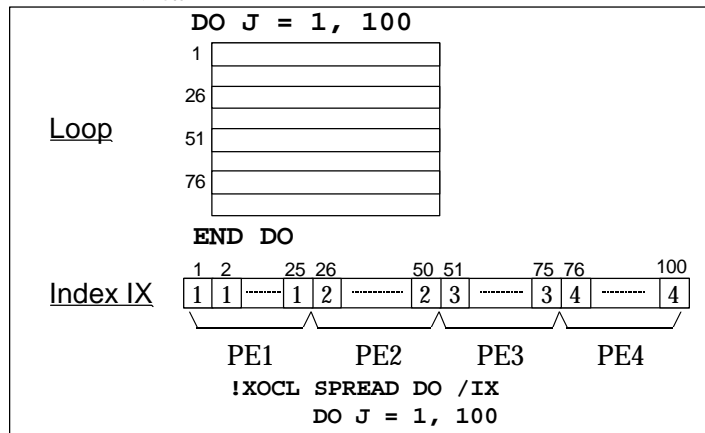 DO J = 1, 100
1
26
Loop
51
76
END DO
1 2 25 26 50 51 75 76 100
Index IX 1 1 ........ 1 2 ............ 2 3 ......... 3 4 ......... 4
PE1 PE2 PE3 PE4
!XOCL SPREAD DO /IX
DO J = 1, 100